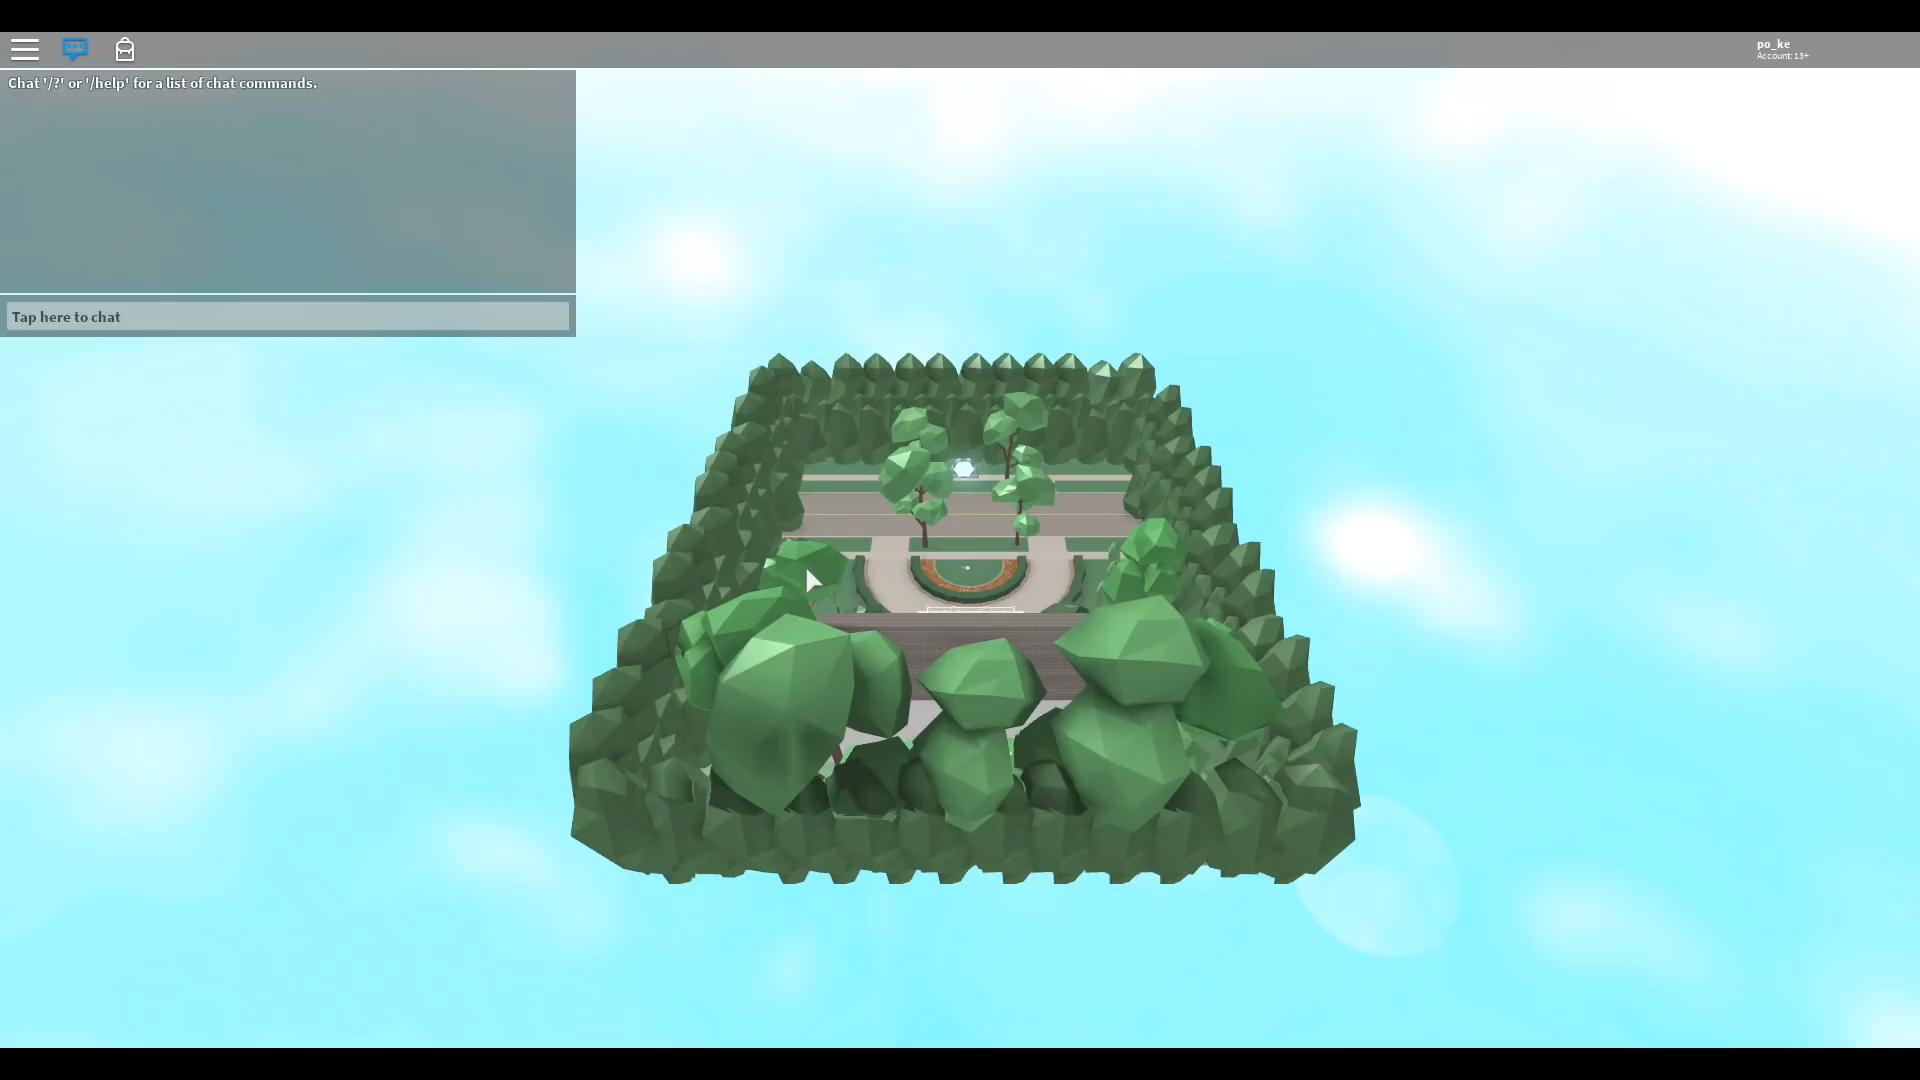 po_ke
Account: 13+
Chat '/?' or '/help' for a list of chat commands.
Tap here to chat